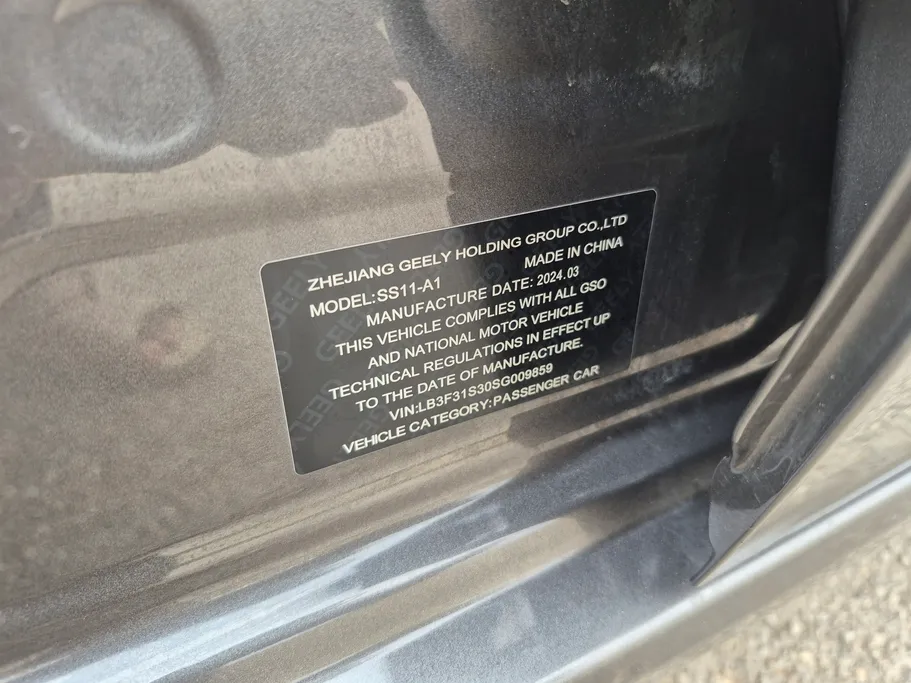 ZHEJIANG GEELY HOLDING GROUP CO.,LTD
MADE IN CHINA
MODEL:SS11-A1
MANUFACTURE DATE: 2024.03
THIS VEHICLE COMPLIES WITH ALL GSO
AND NATIONAL MOTOR VEHICLE
TECHNICAL REGULATIONS IN EFFECT UP
TO THE DATE OF MANUFACTURE.
VIN:LB3F31S30SG009859
VEHICLE CATEGORY:PASSENGER CAR